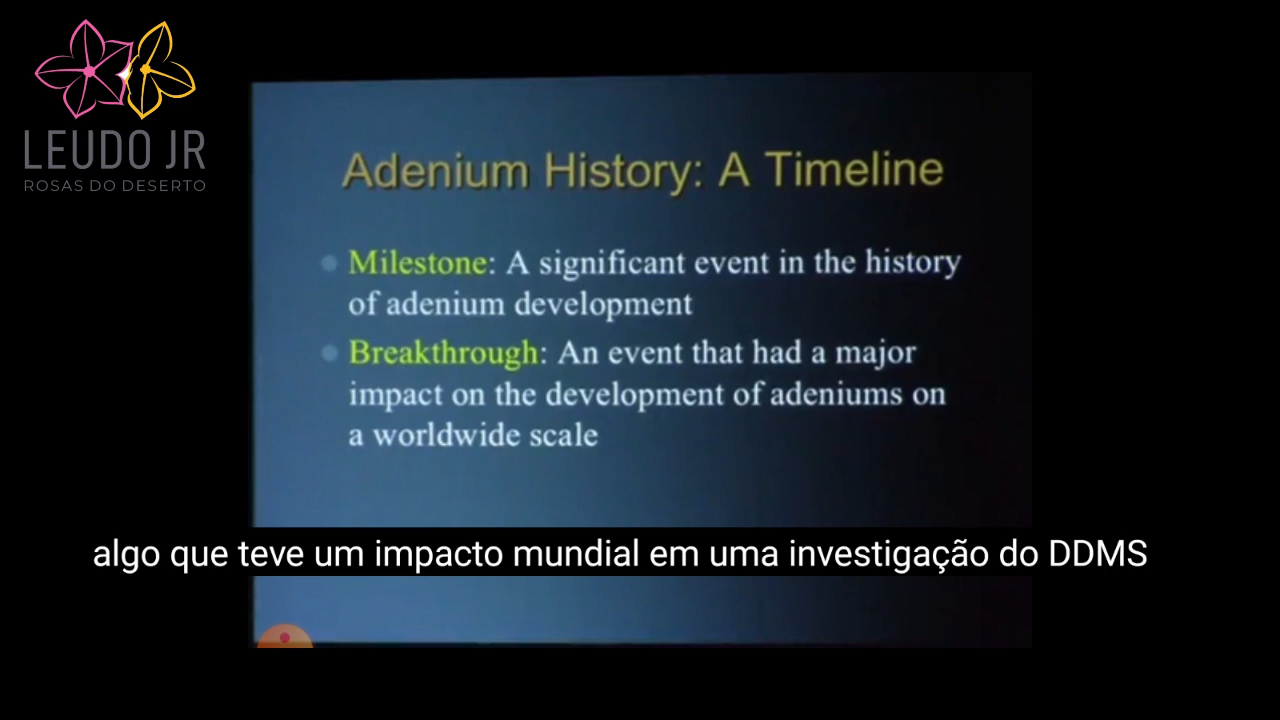 LEUDO JR
ROSAS DO DESERTO
Adenium History: A Timeline
Milestone: A significant event in the history
of adenium development
Breakthrough: An event that had a major
impact on the development of adeniums on
a worldwide scale
algo que teve um impacto mundial em uma investigação do DDMS